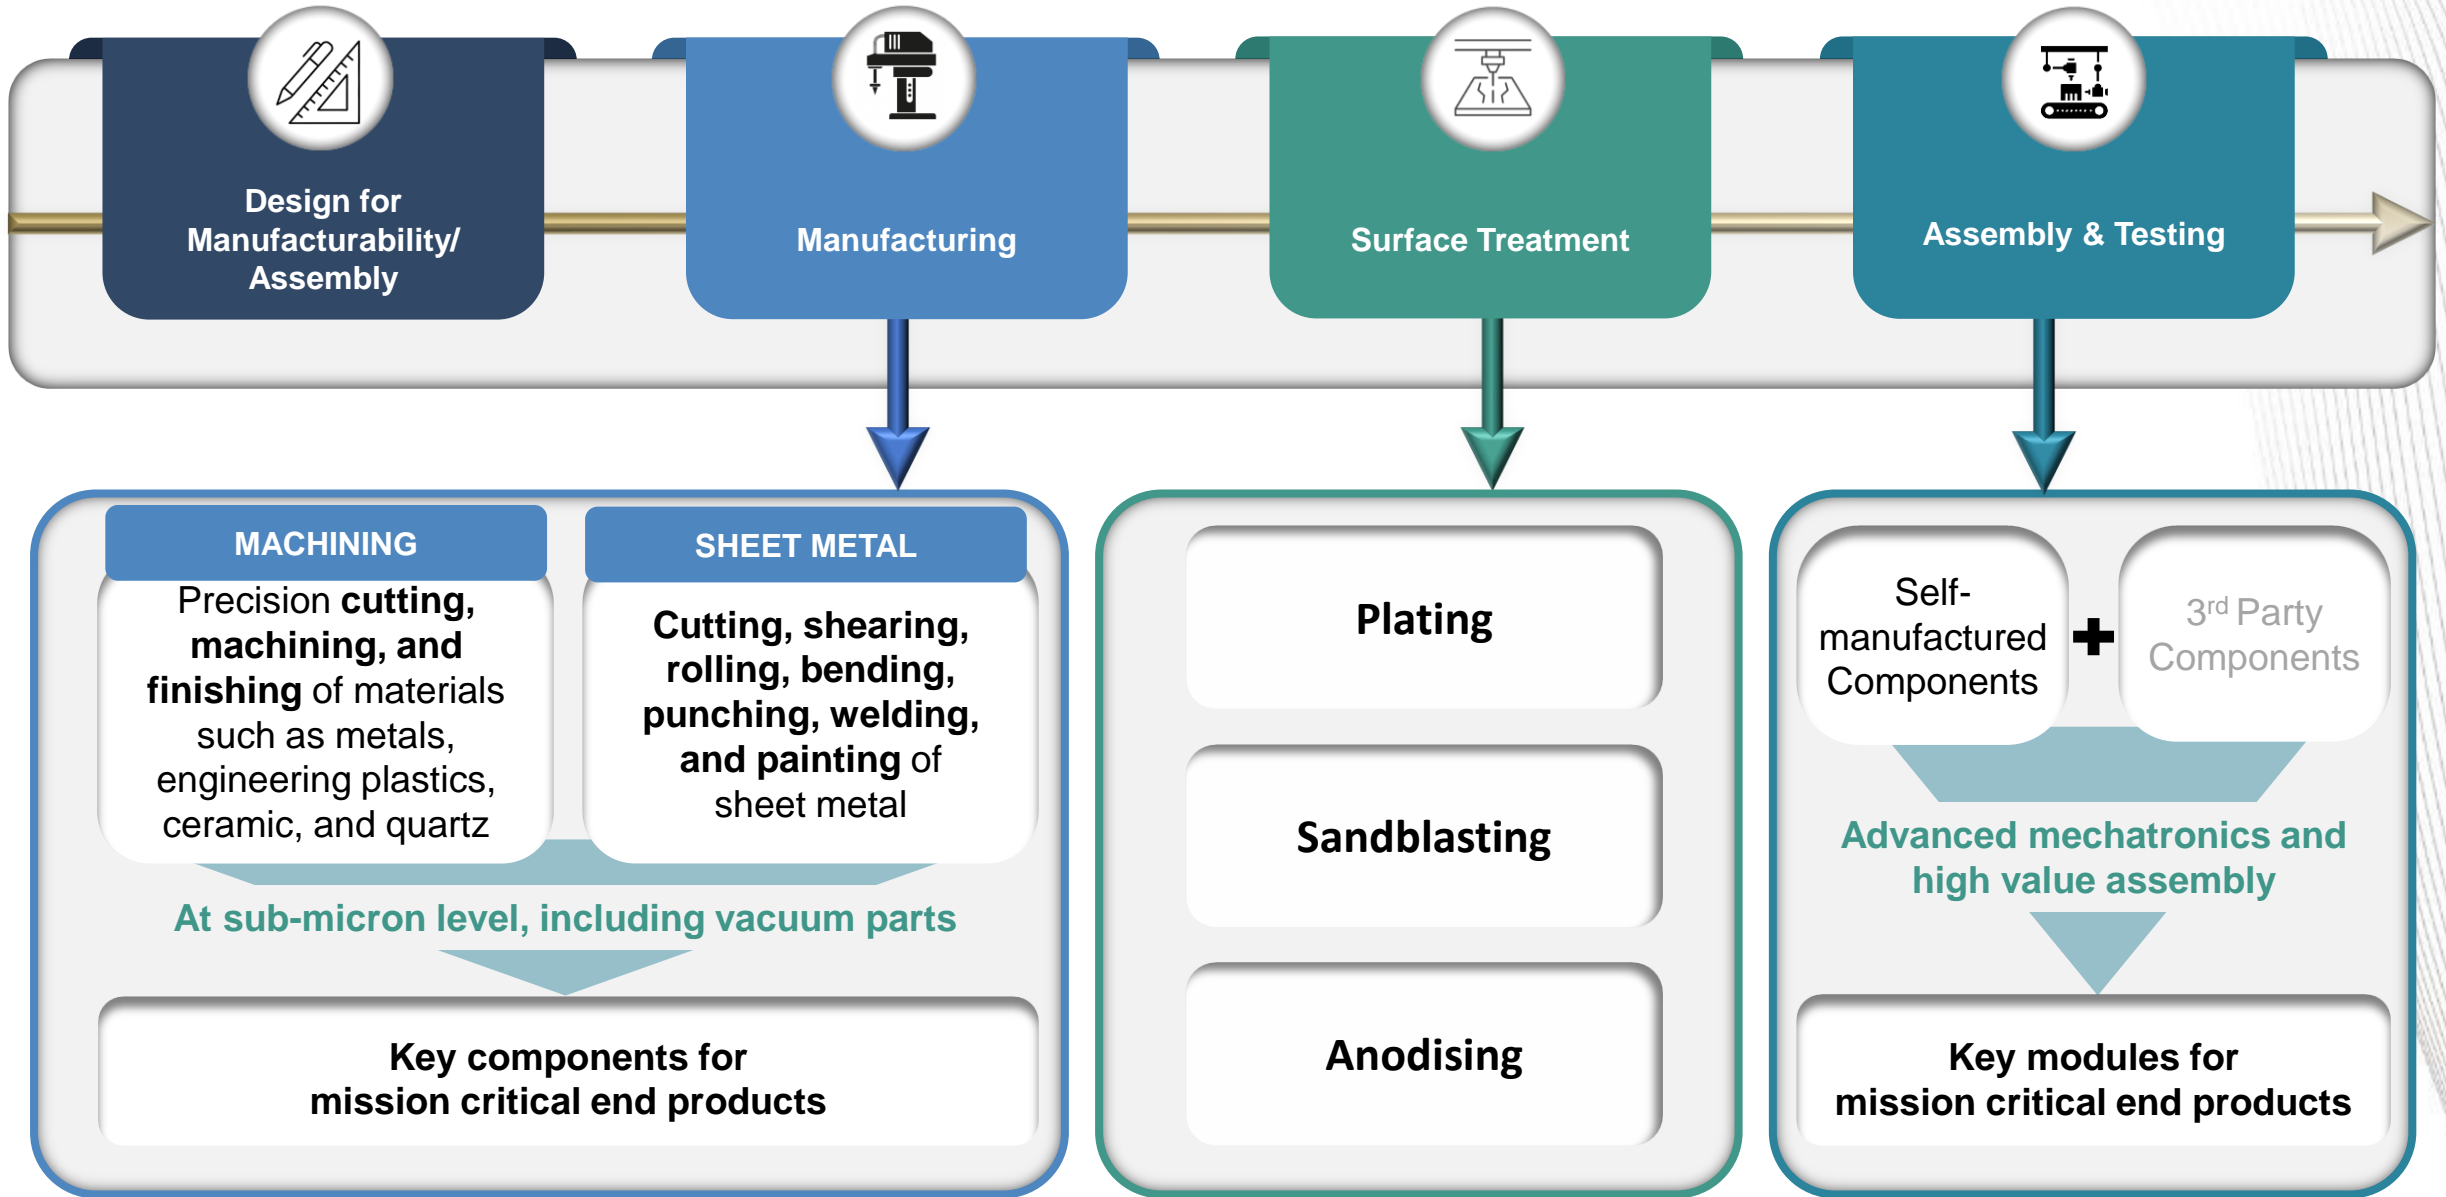 Design for
Manufacturability/
Assembly
Manufacturing
Surface Treatment
Assembly & Testing
MACHINING
Precision cutting,
machining, and
finishing of materials
such as metals,
engineering plastics,
ceramic, and quartz
SHEET METAL
Cutting, shearing,
rolling, bending,
punching, welding,
and painting of
sheet metal
At sub-micron level, including vacuum parts
Key components for
mission critical end products
Plating
Sandblasting
Anodising
Self-
manufactured
Components
3rd Party
Components
Advanced mechatronics and
high value assembly
Key modules for
mission critical end products